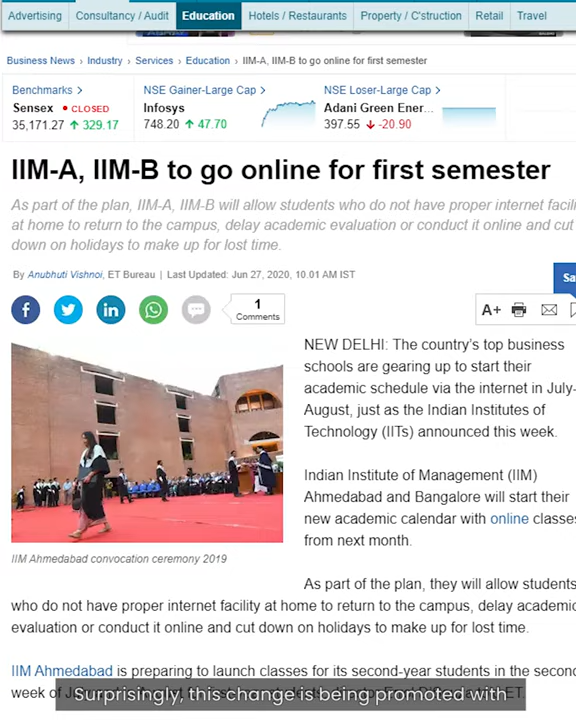 Advertising Consultancy / Audit Education Hotels / Restaurants Property / C'struction Retail Travel
Business News › Industry › Services › Education › IIM-A, IIM-B to go online for first semester
Benchmarks > NSE Gainer-Large Cap > NSE Loser-Large Cap >
Sensex • CLOSED Infosys Adani Green Ener...
35,171.27 ↑ 329.17 748.20 ↑ 47.70 397.55 ↓ -20.90
IIM-A, IIM-B to go online for first semester
As part of the plan, IIM-A, IIM-B will allow students who do not have proper internet facili
at home to return to the campus, delay academic evaluation or conduct it online and cut
down on holidays to make up for lost time.
By Anubhuti Vishnoi, ET Bureau | Last Updated: Jun 27, 2020, 10.01 AM IST
Sa
1
Comments
A+
NEW DELHI: The country's top business
schools are gearing up to start their
academic schedule via the internet in July-
August, just as the Indian Institutes of
Technology (IITs) announced this week.
Indian Institute of Management (IIM)
Ahmedabad and Bangalore will start their
new academic calendar with online classes
from next month.
IIM Ahmedabad convocation ceremony 2019
As part of the plan, they will allow students
who do not have proper internet facility at home to return to the campus, delay academic
evaluation or conduct it online and cut down on holidays to make up for lost time.
IIM Ahmedabad is preparing to launch classes for its second-year students in the second
week of
Surprisingly, this change is being promoted with